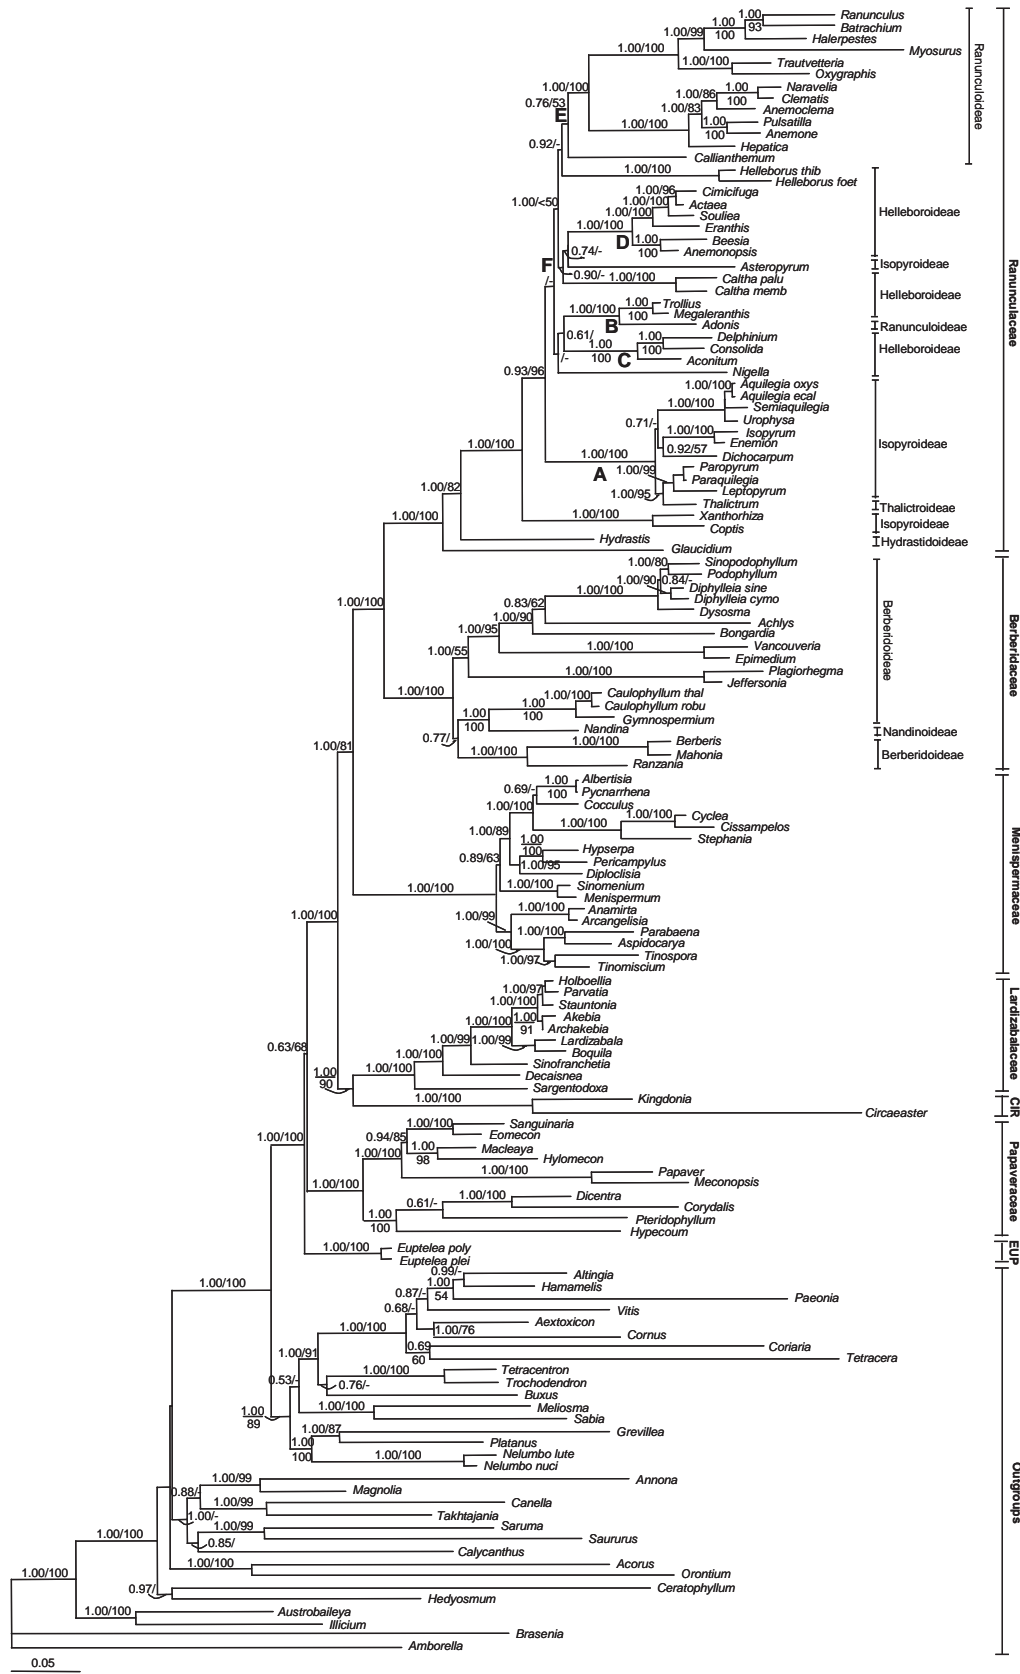 1.00 Ranunculus
93 Batrachium
1.00 100 Halerpestes
1.00/99 Myosurus
1.00/100 1.00/100 Trautvetteria
Oxygraphis
1.00/100 0.76/53 E
1.00 100 Naravelia
1.00/86 Clematis
1.00/83 Anemoclema
1.00/100 1.00 100 Pulsatilla
Anemone
Hepatica
0.92/- Callianthemum
Ranunculoideae
1.00/100 Helleborus thib
Helleborus foet
1.00/<50
1.00/96 Cimicifuga
1.00/100 Actaea
1.00/100 Souliea
1.00/100 Eranthis
D 1.00 100 Beesia
Anemonopsis
Helleboroideae
F /-
0.74/- Asteropyrum
Isopyroideae
0.90/- 1.00/100 Caltha palu
Caltha memb
Helleboroideae
1.00/100 B 1.00 100 Trollius
Megaleranthis
Adonis
Ranunculoideae
0.61/ /-
1.00 100 C 1.00 100 Delphinium
Consolida
Aconitum
Helleboroideae
Nigella
0.93/96
1.00/100 Aquilegia oxys
Aquilegia ecal
1.00/100 Semiaquilegia
Urophysa
0.71/- 1.00/100 Isopyrum
Enemion
0.92/57 Dichocarpum
Isopyroideae
1.00/100 A 1.00/99 Paropyrum
Paraquilegia
1.00/95 Leptopyrum
Thalictrum
Thalictroideae
1.00/100 1.00/100 Xanthorhiza
Coptis
Isopyroideae
1.00/82 Hydrastis
Hydrastidoideae
1.00/100 Glaucidium
Ranunculaceae
1.00/80 Sinopodophyllum
Podophyllum
1.00/90 0.84/- Diphylleia sine
Diphylleia cymo
1.00/100 Dysosma
0.83/62 Achlys
1.00/90 Bongardia
1.00/95 1.00/100 Vancouveria
Epimedium
1.00/55 1.00/100 Plagiorhegma
Jeffersonia
Berberidoideae
1.00/100
1.00/100 Caulophyllum thal
Caulophyllum robu
1.00 100 Gymnospermium
1.00 100 Nandina
Nandinoideae
0.77/ 1.00/100 1.00/100 Berberis
Mahonia
Ranzania
Berberidoideae
Berberidaceae
1.00/100
1.00/81
1.00 100 Albertisia
Pycnarrhena
0.69/- Cocculus
1.00/100 1.00/100 1.00/100 Cyclea
Cissampelos
Stephania
1.00/89 1.00 100 Hypserpa
Pericampylus
1.00/95 Diploclisia
0.89/63 1.00/100 Sinomenium
Menispermum
1.00/100 1.00/99 1.00/100 Anamirta
Arcangelisia
1.00/100 1.00/100 Parabaena
Aspidocarya
1.00/97 Tinospora
Tinomiscium
Menispermaceae
1.00/100
1.00/97 Holboellia
Parvatia
1.00/100 Stauntonia
1.00 91 Akebia
Archakebia
1.00/100 1.00/99 Lardizabala
Boquila
1.00/99 Sinofranchetia
1.00/100 Decaisnea
1.00/100 Sargentodoxa
Lardizabalaceae
1.00 90
1.00/100 Kingdonia
Circaeaster
CIR
0.63/68
1.00/100 Sanguinaria
Eomecon
0.94/85 1.00 98 Macleaya
Hylomecon
1.00/100 1.00/100 Papaver
Meconopsis
1.00/100 0.61/- 1.00/100 Dicentra
Corydalis
Pteridophyllum
1.00 100 Hypecoum
Papaveraceae
1.00/100
1.00/100 Euptelea poly
Euptelea plei
EUP
1.00/100
0.99/- Altingia
Hamamelis
1.00 54 Paeonia
0.87/- Vitis
0.68/- 1.00/76 Aextoxicon
Cornus
1.00/100 0.69 60 Coriaria
Tetracera
1.00/91 1.00/100 Tetracentron
Trochodendron
0.76/- Buxus
0.53/- 1.00/100 Meliosma
Sabia
1.00 89
1.00/87 Grevillea
Platanus
1.00 100 1.00/100 Nelumbo lute
Nelumbo nuci
1.00/99 Annona
Magnolia
0.88/- 1.00/99 Canella
Takhtajania
1.00/- 1.00/99 Saruma
Saururus
0.85/ Calycanthus
1.00/100 1.00/100 Acorus
Orontium
0.97/ Ceratophyllum
Hedyosmum
1.00/100 1.00/100 Austrobaileya
Illicium
Brasenia
Amborella
Outgroups
0.05